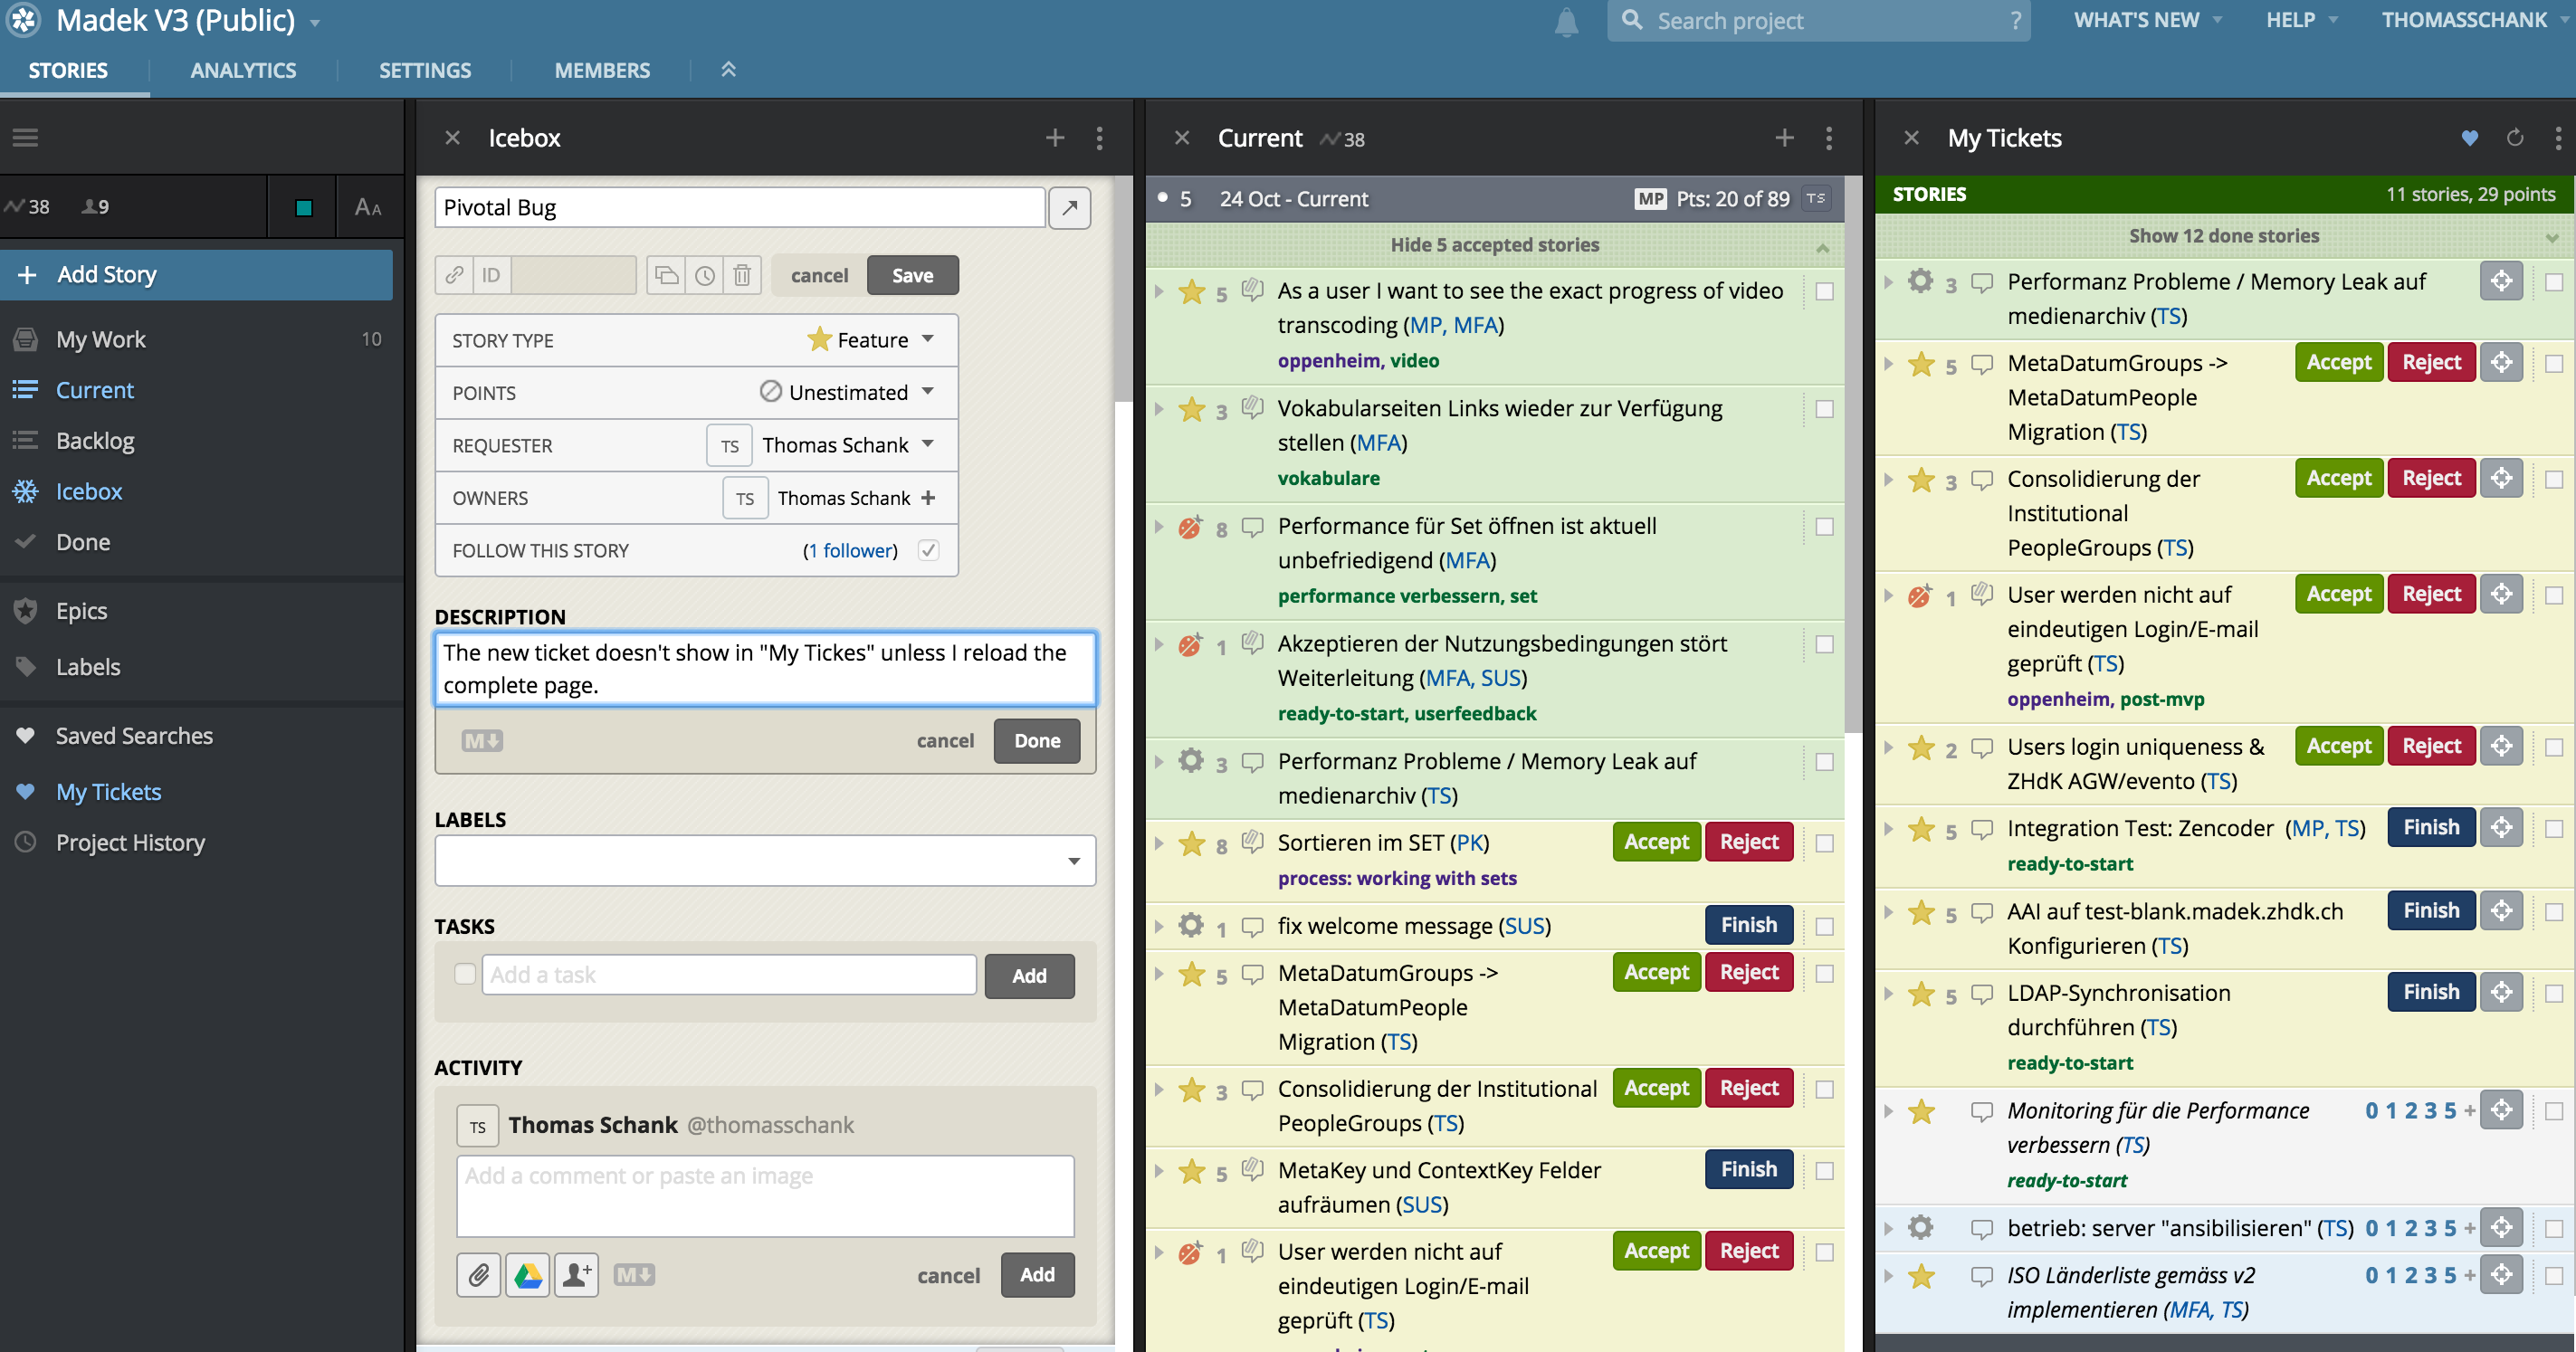 Madek V3 (Public)
Search project ?
WHAT'S NEW
HELP
THOMASSCHANK
STORIES
ANALYTICS
SETTINGS
MEMBERS
38
9
AA
Add Story
My Work 10
Current
Backlog
Icebox
Done
Epics
Labels
Saved Searches
My Tickets
Project History
Icebox
Pivotal Bug
ID
cancel
Save
STORY TYPE Feature
POINTS Unestimated
REQUESTER TS Thomas Schank
OWNERS TS Thomas Schank
FOLLOW THIS STORY (1 follower)
DESCRIPTION
The new ticket doesn't show in "My Tickes" unless I reload the
complete page.
M
cancel
Done
LABELS
TASKS
Add a task
Add
ACTIVITY
TS Thomas Schank @thomasschank
Add a comment or paste an image
M
cancel
Add
Current 38
5 24 Oct - Current MP Pts: 20 of 89 TS
Hide 5 accepted stories
5 As a user I want to see the exact progress of video
transcoding (MP, MFA)
oppenheim, video
3 Vokabularseiten Links wieder zur Verfügung
stellen (MFA)
vokabulare
8 Performance für Set öffnen ist aktuell
unbefriedigend (MFA)
performance verbessern, set
1 Akzeptieren der Nutzungsbedingungen stört
Weiterleitung (MFA, SUS)
ready-to-start, userfeedback
3 Performanz Probleme / Memory Leak auf
medienarchiv (TS)
8 Sortieren im SET (PK) Accept Reject
process: working with sets
1 fix welcome message (SUS) Finish
5 MetaDatumGroups -> Accept Reject
MetaDatumPeople
Migration (TS)
3 Consolidierung der Institutional Accept Reject
PeopleGroups (TS)
5 MetaKey und ContextKey Felder Finish
aufräumen (SUS)
1 User werden nicht auf Accept Reject
eindeutigen Login/E-mail
geprüft (TS)
My Tickets
STORIES 11 stories, 29 points
Show 12 done stories
3 Performanz Probleme / Memory Leak auf
medienarchiv (TS)
5 MetaDatumGroups -> Accept Reject
MetaDatumPeople
Migration (TS)
3 Consolidierung der Accept Reject
Institutional
PeopleGroups (TS)
1 User werden nicht auf Accept Reject
eindeutigen Login/E-mail
geprüft (TS)
oppenheim, post-mvp
2 Users login uniqueness & Accept Reject
ZHdK AGW/evento (TS)
5 Integration Test: Zencoder (MP, TS) Finish
ready-to-start
5 AAI auf test-blank.madek.zhdk.ch Finish
Konfigurieren (TS)
5 LDAP-Synchronisation Finish
durchführen (TS)
ready-to-start
Monitoring für die Performance 0 1 2 3 5 +
verbessern (TS)
ready-to-start
betrieb: server "ansibilisieren" (TS) 0 1 2 3 5 +
ISO Länderliste gemäss v2 0 1 2 3 5 +
implementieren (MFA, TS)